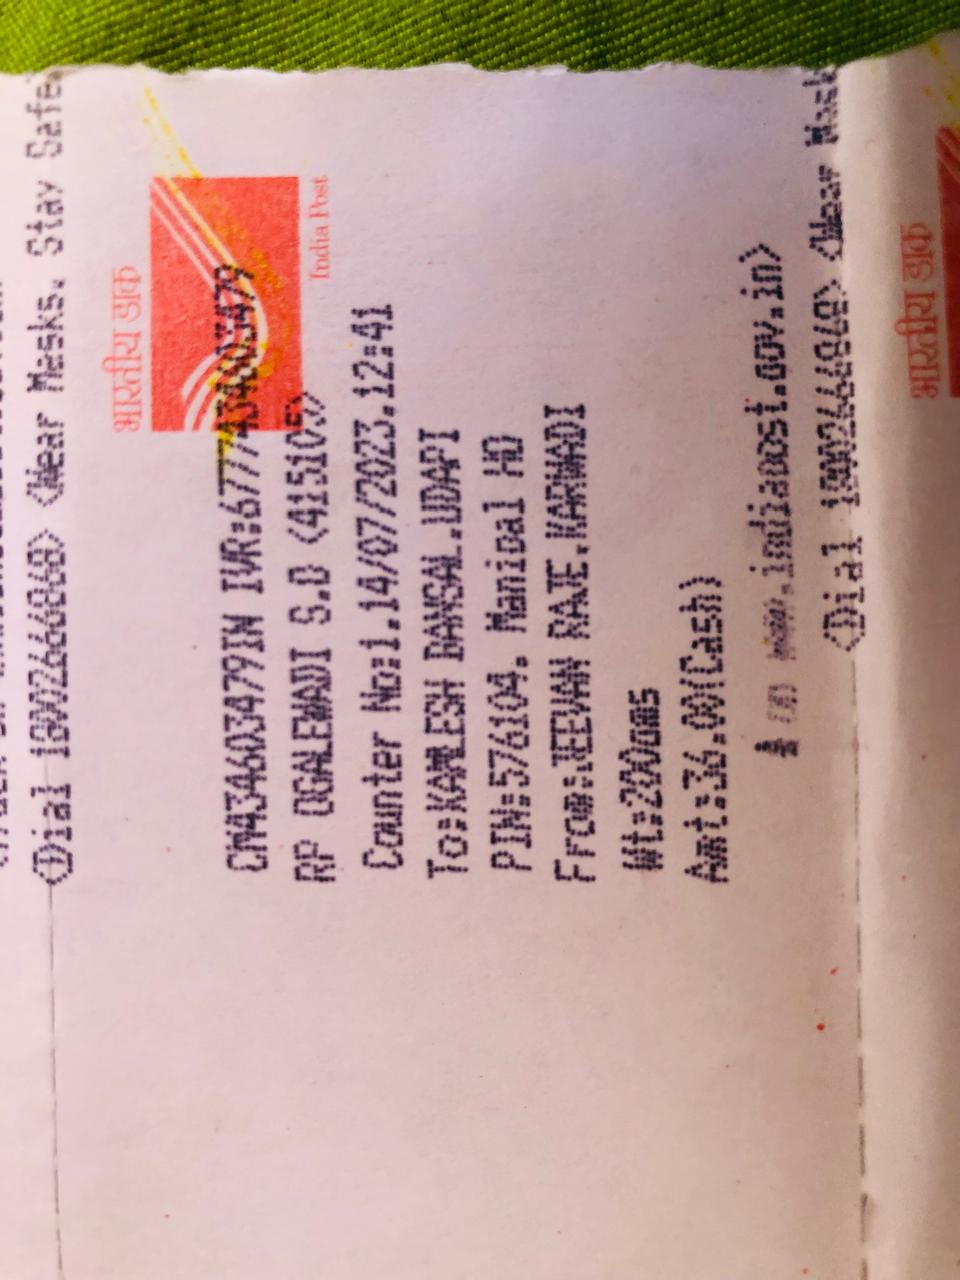 <Dial 18002666868> <Wear Masks. Stay Safe
भारतीय डाक
India Post
CM434603479IN IVR:6777434603479
RP OGALEWADI S.O <415105>
Counter No:1,14/07/2023,12:41
To:KAMLESH BANSAL,UDAPI
PIN:576104, Manipal HO
From:JEEVAN RAJE,KARWADI
Wt:200gms
Amt:36.00(Cash)
.indiapost.gov.in>
<Dial 18002666868> <Wear Mask
भारतीय डाक